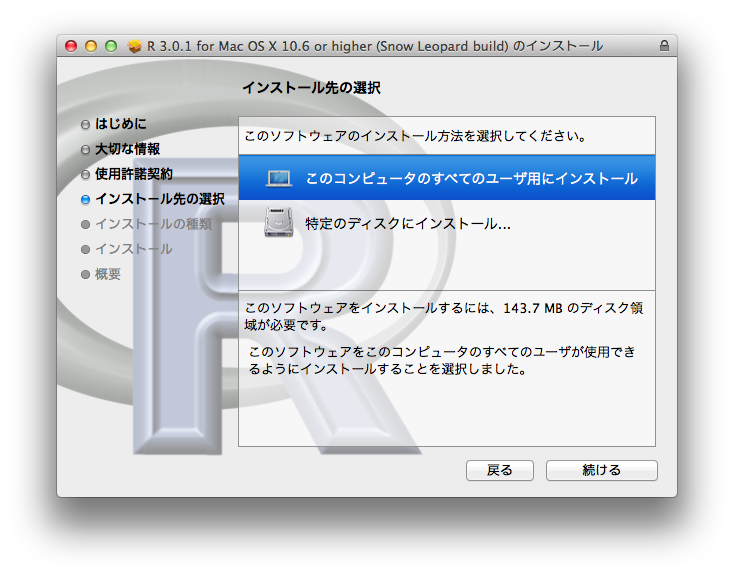 R 3.0.1 for Mac OS X 10.6 or higher (Snow Leopard build) のインストール
インストール先の選択
はじめに
大切な情報
使用許諾契約
インストール先の選択
インストールの種類
インストール
概要
このソフトウェアのインストール方法を選択してください。
このコンピュータのすべてのユーザ用にインストール
特定のディスクにインストール...
このソフトウェアをインストールするには、143.7 MB のディスク領
域が必要です。
このソフトウェアをこのコンピュータのすべてのユーザが使用でき
るようにインストールすることを選択しました。
戻る
続ける
R